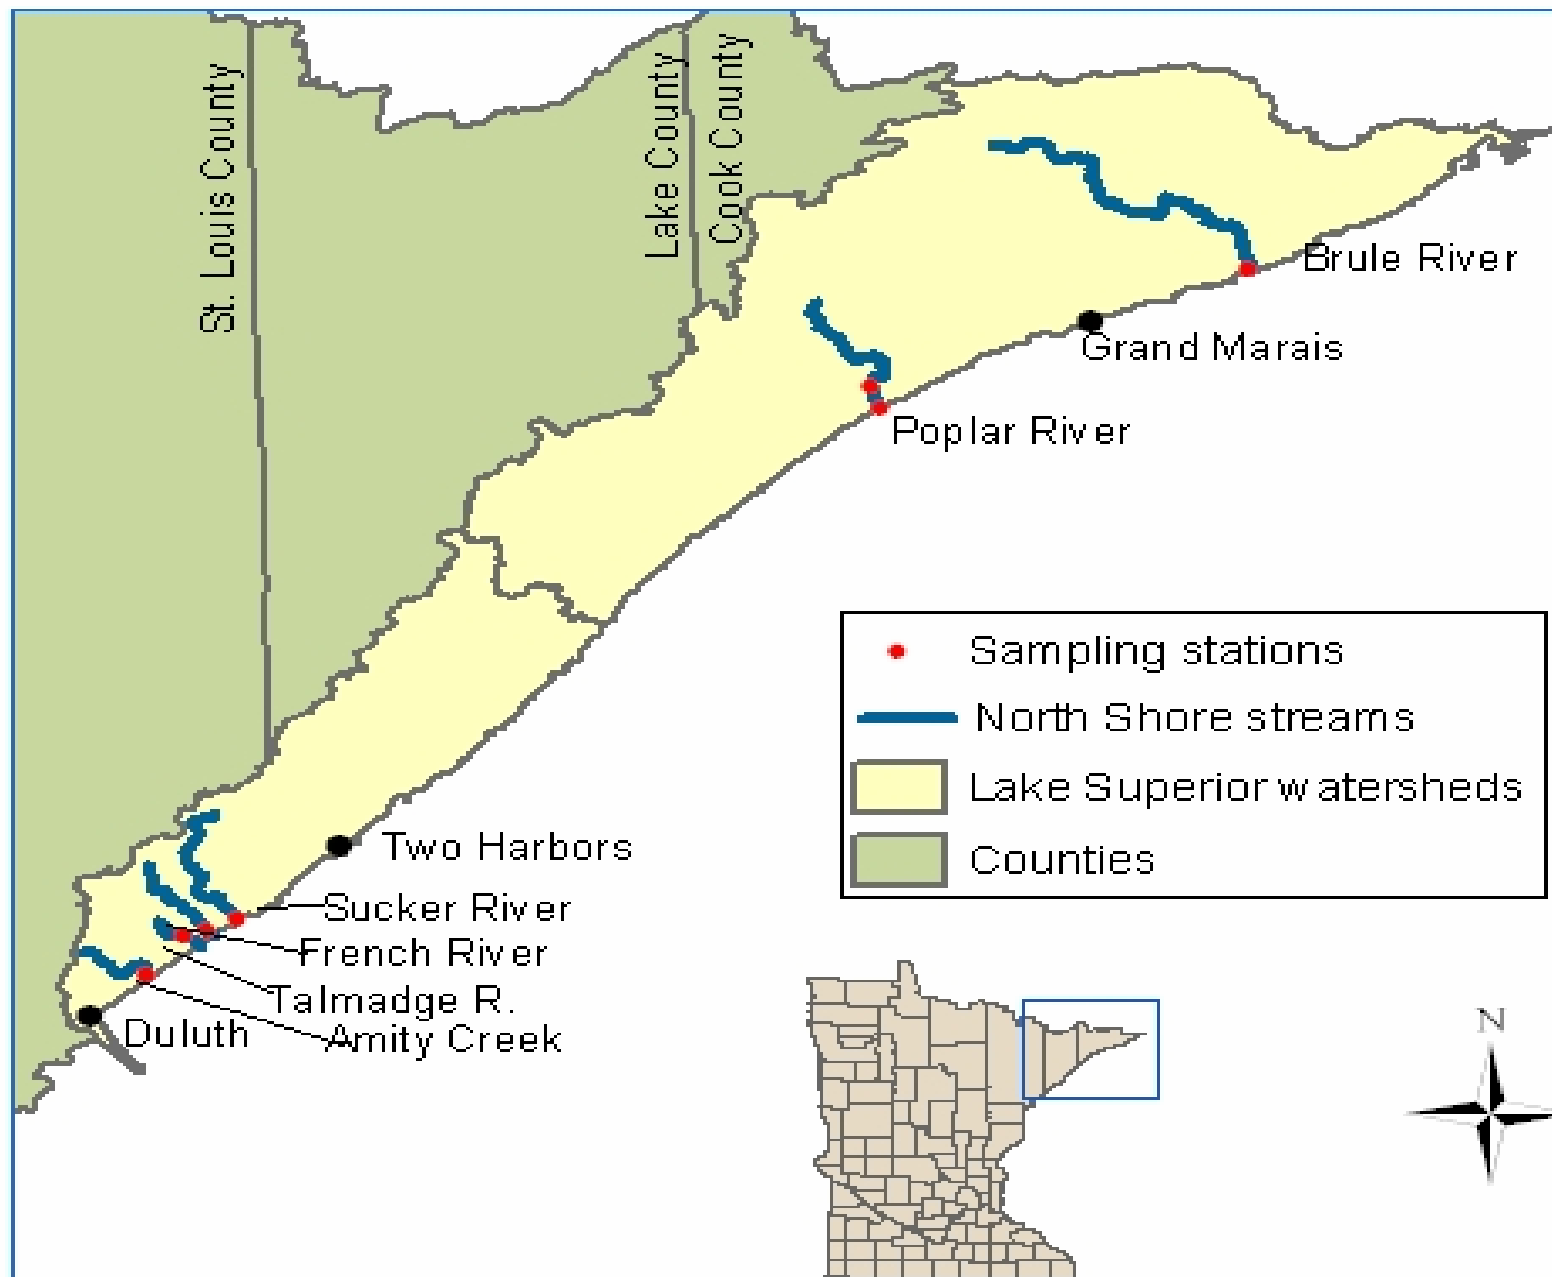 St. Louis County
Lake County
Cook County
Brule River
Grand Marais
Poplar River
Sampling stations
North Shore streams
Lake Superior watersheds
Counties
Two Harbors
Sucker River
French River
Talmadge R.
Amity Creek
Duluth
N